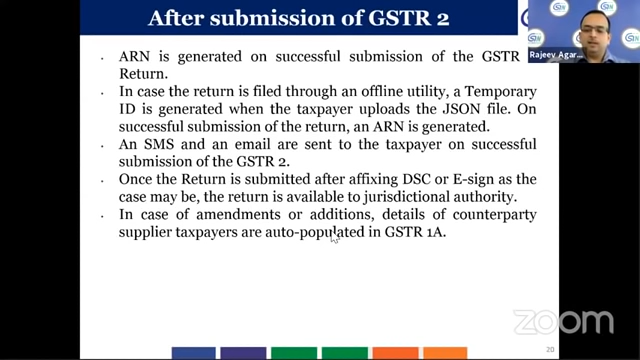 After submission of GSTR 2
GSN
Rajeev Agar
· ARN is generated on successful submission of the GSTR
Return.
· In case the return is filed through an offline utility, a Temporary
ID is generated when the taxpayer uploads the JSON file. On
successful submission of the return, an ARN is generated.
· An SMS and an email are sent to the taxpayer on successful
submission of the GSTR 2.
· Once the Return is submitted after affixing DSC or E-sign as the
case may be, the return is available to jurisdictional authority.
· In case of amendments or additions, details of counterparty
supplier taxpayers are auto-populated in GSTR 1A.
zoom
20